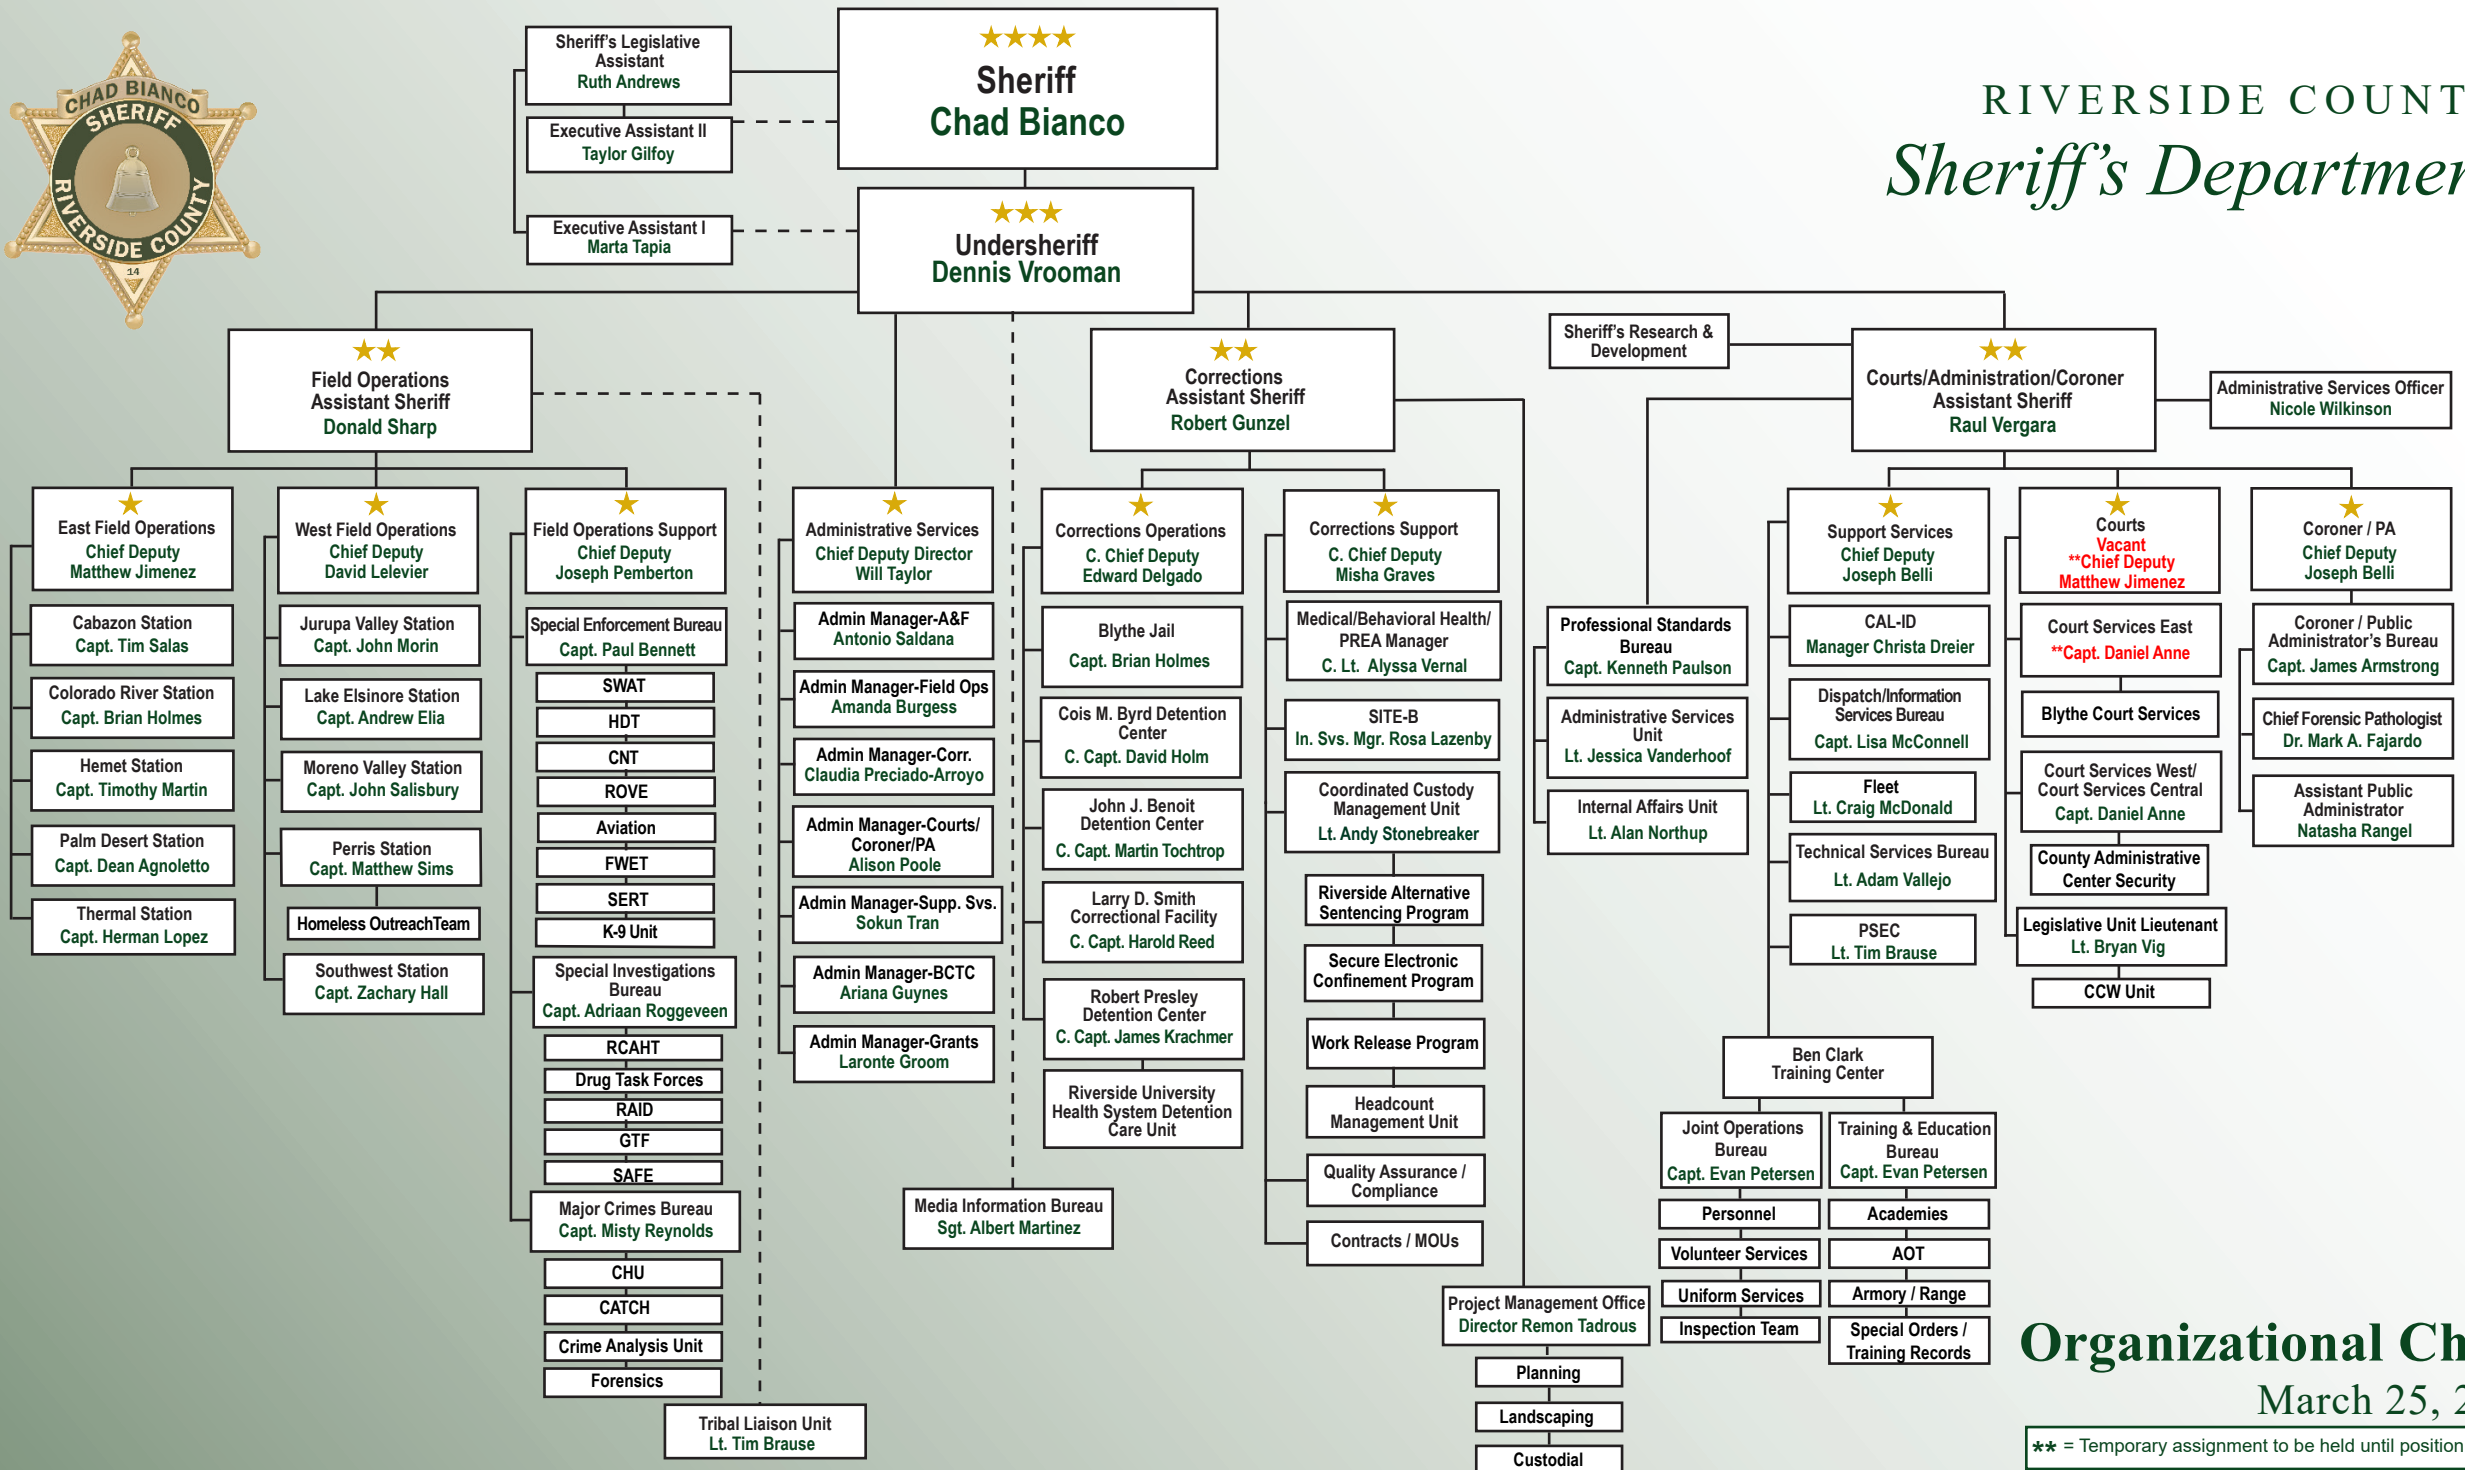 CHAD BIANCO
SHERIFF
RIVERSIDE COUNTY
14
RIVERSIDE COUNT
Sheriff's Departmen
Sheriff's Legislative
Assistant
Ruth Andrews
Executive Assistant II
Taylor Gilfoy
Executive Assistant I
Marta Tapia
Sheriff
Chad Bianco
Undersheriff
Dennis Vrooman
Field Operations
Assistant Sheriff
Donald Sharp
Corrections
Assistant Sheriff
Robert Gunzel
Sheriff's Research &
Development
Courts/Administration/Coroner
Assistant Sheriff
Raul Vergara
Administrative Services Officer
Nicole Wilkinson
East Field Operations
Chief Deputy
Matthew Jimenez
Cabazon Station
Capt. Tim Salas
Colorado River Station
Capt. Brian Holmes
Hemet Station
Capt. Timothy Martin
Palm Desert Station
Capt. Dean Agnoletto
Thermal Station
Capt. Herman Lopez
West Field Operations
Chief Deputy
David Lelevier
Jurupa Valley Station
Capt. John Morin
Lake Elsinore Station
Capt. Andrew Elia
Moreno Valley Station
Capt. John Salisbury
Perris Station
Capt. Matthew Sims
Homeless OutreachTeam
Southwest Station
Capt. Zachary Hall
Field Operations Support
Chief Deputy
Joseph Pemberton
Special Enforcement Bureau
Capt. Paul Bennett
SWAT
HDT
CNT
ROVE
Aviation
FWET
SERT
K-9 Unit
Special Investigations
Bureau
Capt. Adriaan Roggeveen
RCAHT
Drug Task Forces
RAID
GTF
SAFE
Major Crimes Bureau
Capt. Misty Reynolds
CHU
CATCH
Crime Analysis Unit
Forensics
Tribal Liaison Unit
Lt. Tim Brause
Administrative Services
Chief Deputy Director
Will Taylor
Admin Manager-A&F
Antonio Saldana
Admin Manager-Field Ops
Amanda Burgess
Admin Manager-Corr.
Claudia Preciado-Arroyo
Admin Manager-Courts/
Coroner/PA
Alison Poole
Admin Manager-Supp. Svs.
Sokun Tran
Admin Manager-BCTC
Ariana Guynes
Admin Manager-Grants
Laronte Groom
Media Information Bureau
Sgt. Albert Martinez
Corrections Operations
C. Chief Deputy
Edward Delgado
Blythe Jail
Capt. Brian Holmes
Cois M. Byrd Detention
Center
C. Capt. David Holm
John J. Benoit
Detention Center
C. Capt. Martin Tochtrop
Larry D. Smith
Correctional Facility
C. Capt. Harold Reed
Robert Presley
Detention Center
C. Capt. James Krachmer
Riverside University
Health System Detention
Care Unit
Corrections Support
C. Chief Deputy
Misha Graves
Medical/Behavioral Health/
PREA Manager
C. Lt. Alyssa Vernal
SITE-B
In. Svs. Mgr. Rosa Lazenby
Coordinated Custody
Management Unit
Lt. Andy Stonebreaker
Riverside Alternative
Sentencing Program
Secure Electronic
Confinement Program
Work Release Program
Headcount
Management Unit
Quality Assurance /
Compliance
Contracts / MOUs
Project Management Office
Director Remon Tadrous
Planning
Landscaping
Custodial
Professional Standards
Bureau
Capt. Kenneth Paulson
Administrative Services
Unit
Lt. Jessica Vanderhoof
Internal Affairs Unit
Lt. Alan Northup
Support Services
Chief Deputy
Joseph Belli
CAL-ID
Manager Christa Dreier
Dispatch/Information
Services Bureau
Capt. Lisa McConnell
Fleet
Lt. Craig McDonald
Technical Services Bureau
Lt. Adam Vallejo
PSEC
Lt. Tim Brause
Ben Clark
Training Center
Joint Operations
Bureau
Capt. Evan Petersen
Personnel
Volunteer Services
Uniform Services
Inspection Team
Training & Education
Bureau
Capt. Evan Petersen
Academies
AOT
Armory / Range
Special Orders /
Training Records
Courts
Vacant
**Chief Deputy
Matthew Jimenez
Court Services East
**Capt. Daniel Anne
Blythe Court Services
Court Services West/
Court Services Central
Capt. Daniel Anne
County Administrative
Center Security
Legislative Unit Lieutenant
Lt. Bryan Vig
CCW Unit
Coroner / PA
Chief Deputy
Joseph Belli
Coroner / Public
Administrator's Bureau
Capt. James Armstrong
Chief Forensic Pathologist
Dr. Mark A. Fajardo
Assistant Public
Administrator
Natasha Rangel
Organizational Ch
March 25, 2
** = Temporary assignment to be held until position